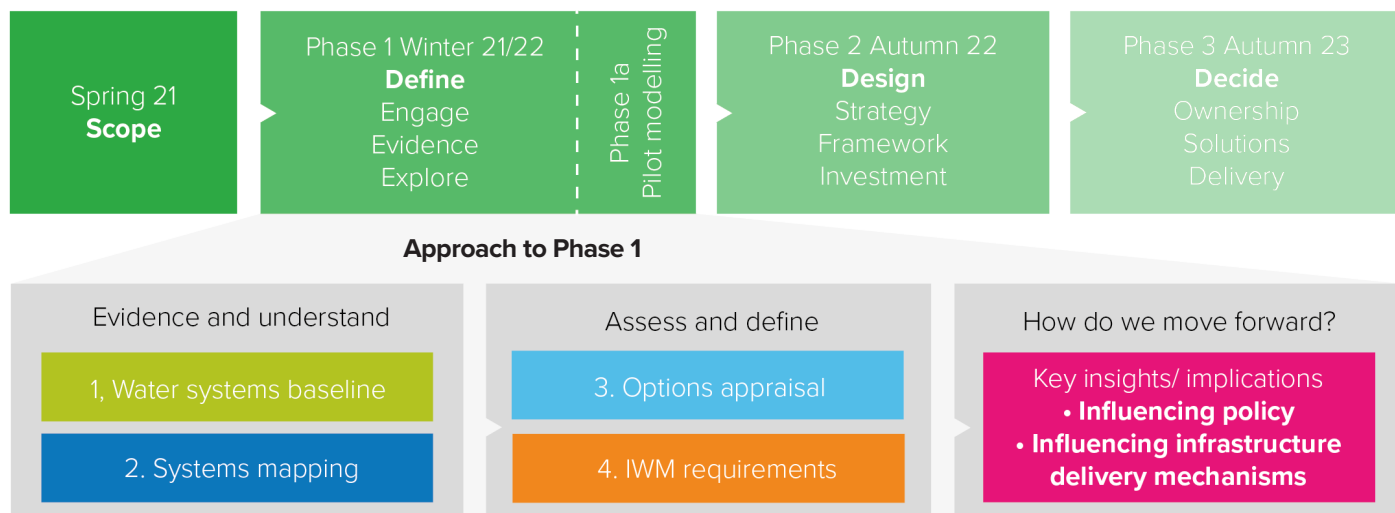 Spring 21
Scope
Phase 1 Winter 21/22
Define
Engage
Evidence
Explore
Phase 1a
Pilot modelling
Phase 2 Autumn 22
Design
Strategy
Framework
Investment
Phase 3 Autumn 23
Decide
Ownership
Solutions
Delivery
Approach to Phase 1
Evidence and understand
1, Water systems baseline
2. Systems mapping
Assess and define
3. Options appraisal
4. IWM requirements
How do we move forward?
Key insights/ implications
• Influencing policy
• Influencing infrastructure
delivery mechanisms